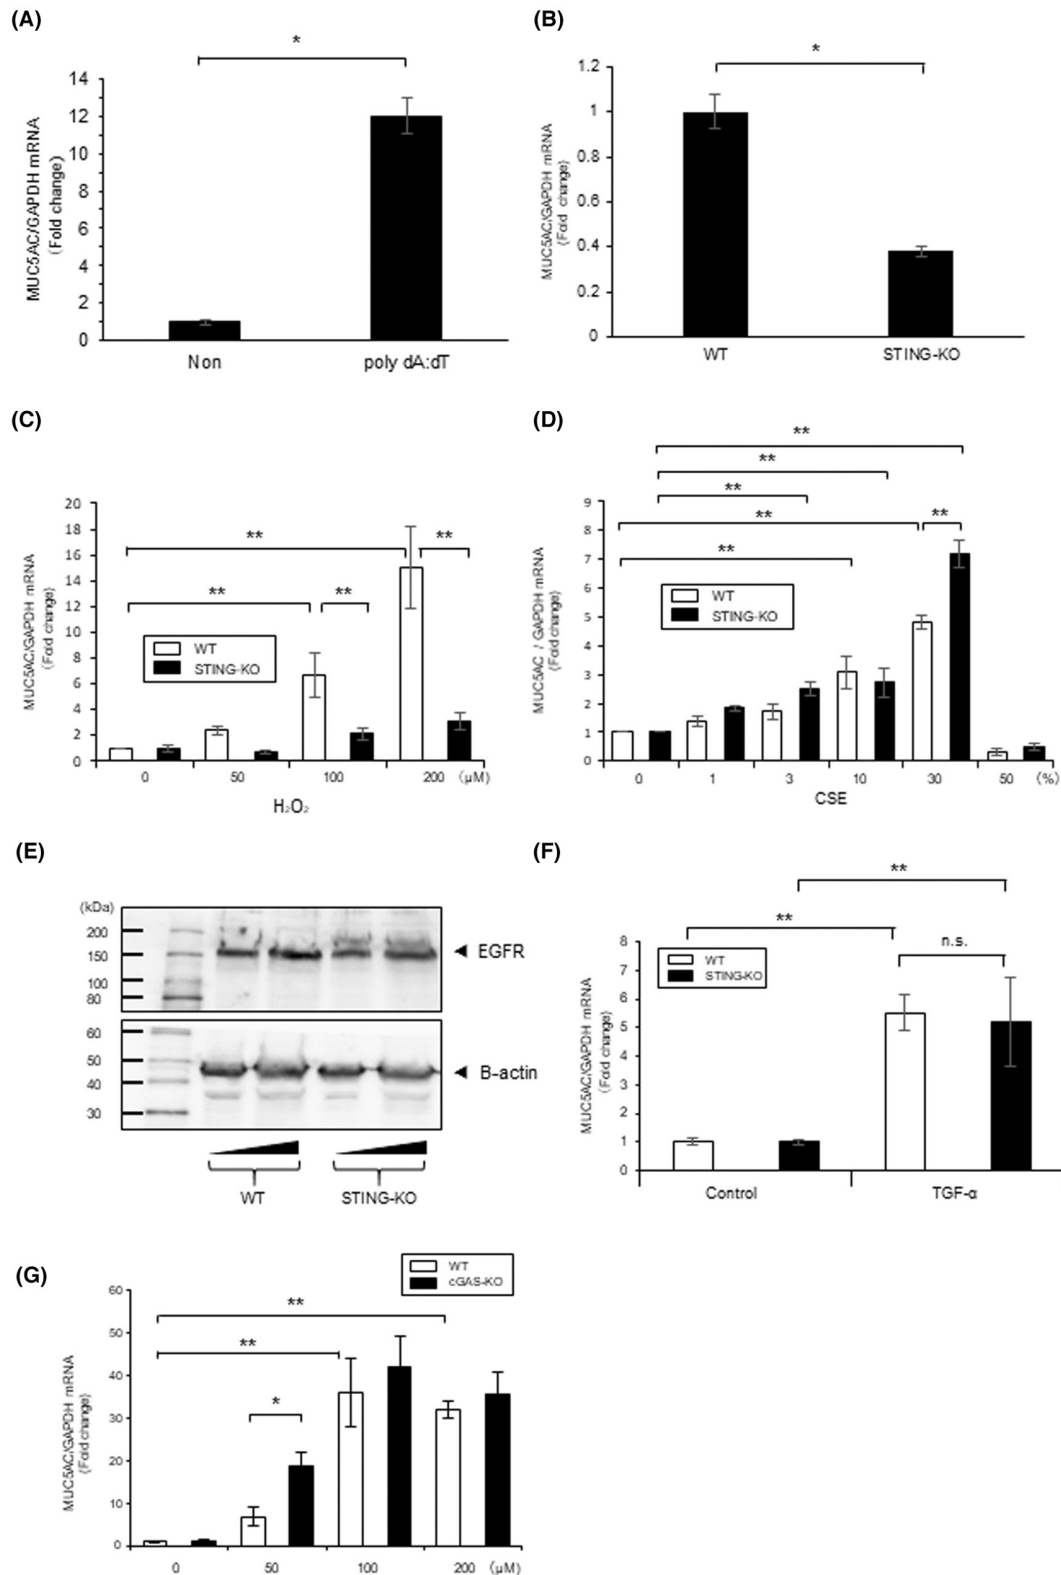 (A)
*
MUC5AC/GAPDH mRNA
(Fold change)
14
12
10
8
6
4
2
0
Non
poly dA:dT
(B)
*
MUC5AC/GAPDH mRNA
(Fold change)
1.2
1
0.8
0.6
0.4
0.2
0
WT
STING-KO
(C)
**
**
**
**
MUC5AC/GAPDH mRNA
(Fold change)
20
18
16
14
12
10
8
6
4
2
0
WT
STING-KO
0
50
100
200
(μM)
H₂O₂
(D)
**
**
**
**
**
**
MUC5AC / GAPDH mRNA
(Fold change)
9
8
7
6
5
4
3
2
1
0
WT
STING-KO
0
1
3
10
30
50
(%)
CSE
(E)
(kDa)
200
150
100
80
EGFR
60
50
40
30
B-actin
WT
STING-KO
(F)
**
**
n.s.
MUC5AC/GAPDH mRNA
(Fold change)
8
7
6
5
4
3
2
1
0
WT
STING-KO
Control
TGF-α
(G)
WT
cGAS-KO
**
**
*
MUC5AC/GAPDH mRNA
(Fold change)
60
50
40
30
20
10
0
0
50
100
200
(μM)